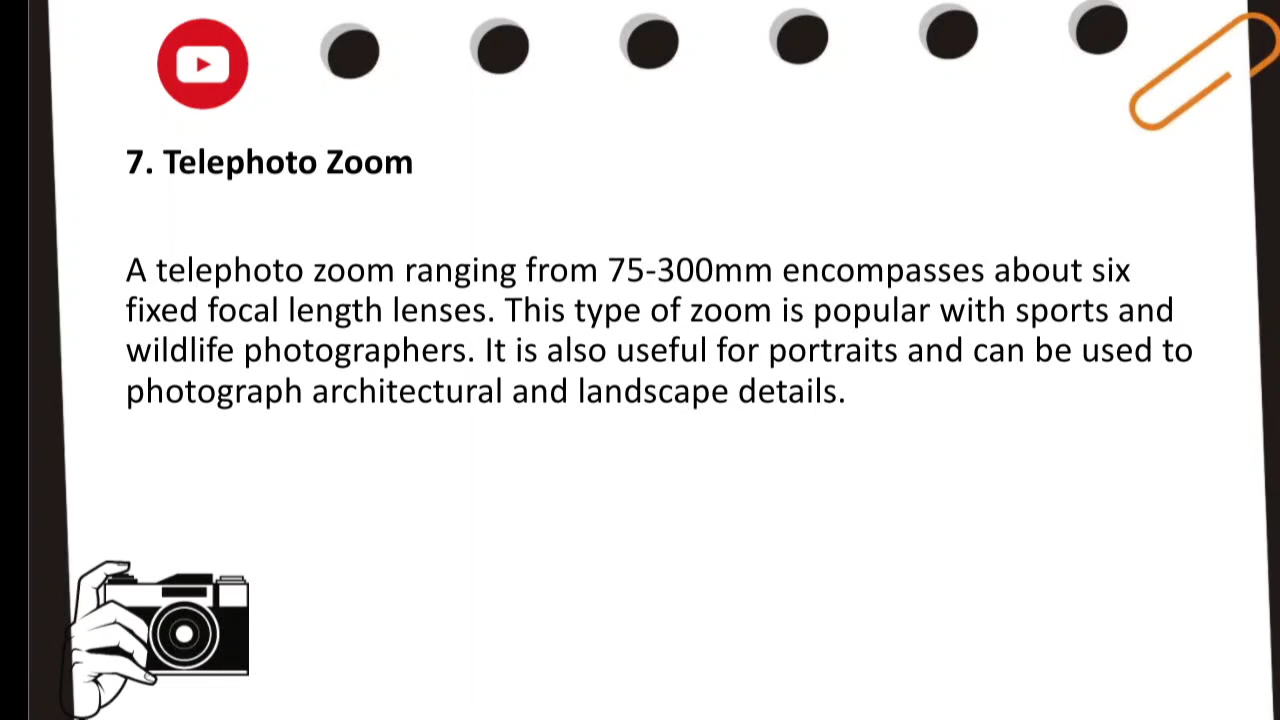 7. Telephoto Zoom
A telephoto zoom ranging from 75-300mm encompasses about six
fixed focal length lenses. This type of zoom is popular with sports and
wildlife photographers. It is also useful for portraits and can be used to
photograph architectural and landscape details.